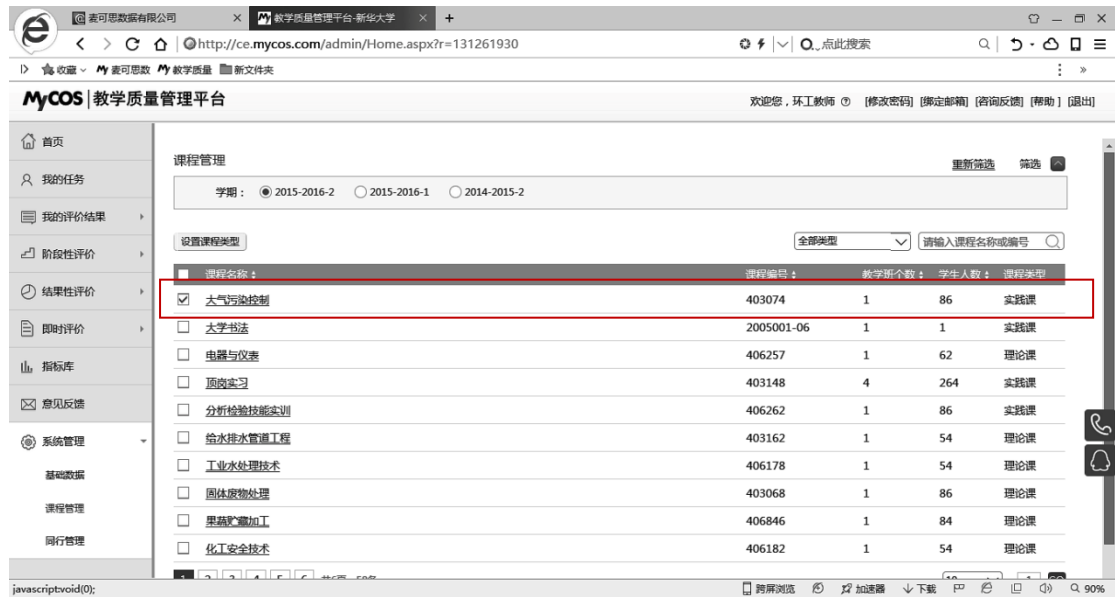 麦可思数据有限公司 × My 教学质量管理平台-新华大学 × +
http://ce.mycos.com/admin/Home.aspx?r=131261930 点此搜索
收藏 My 麦可思数 My 教学质量 新文件夹 »
MyCOS 教学质量管理平台 欢迎您,环工教师 [修改密码] [绑定邮箱] [咨询反馈] [帮助] [退出]
首页
我的任务
我的评价结果
阶段性评价
结果性评价
即时评价
指标库
意见反馈
系统管理
基础数据
课程管理
同行管理
课程管理 重新筛选 筛选
学期: 2015-2016-2 2015-2016-1 2014-2015-2
设置课程类型 全部类型 请输入课程名称或编号
课程名称 课程编号 教学班个数 学生人数 课程类型
大气污染控制 403074 1 86 实践课
大学书法 2005001-06 1 1 实践课
电器与仪表 406257 1 62 理论课
顶岗实习 403148 4 264 实践课
分析检验技能实训 406262 1 86 实践课
给水排水管道工程 403162 1 54 理论课
工业水处理技术 406178 1 54 理论课
固体废物处理 403068 1 86 理论课
果蔬贮藏加工 406846 1 84 理论课
化工安全技术 406182 1 54 理论课
1 2 3 4 5 6
javascript:void(0); 跨屏浏览 加速器 下载 90%